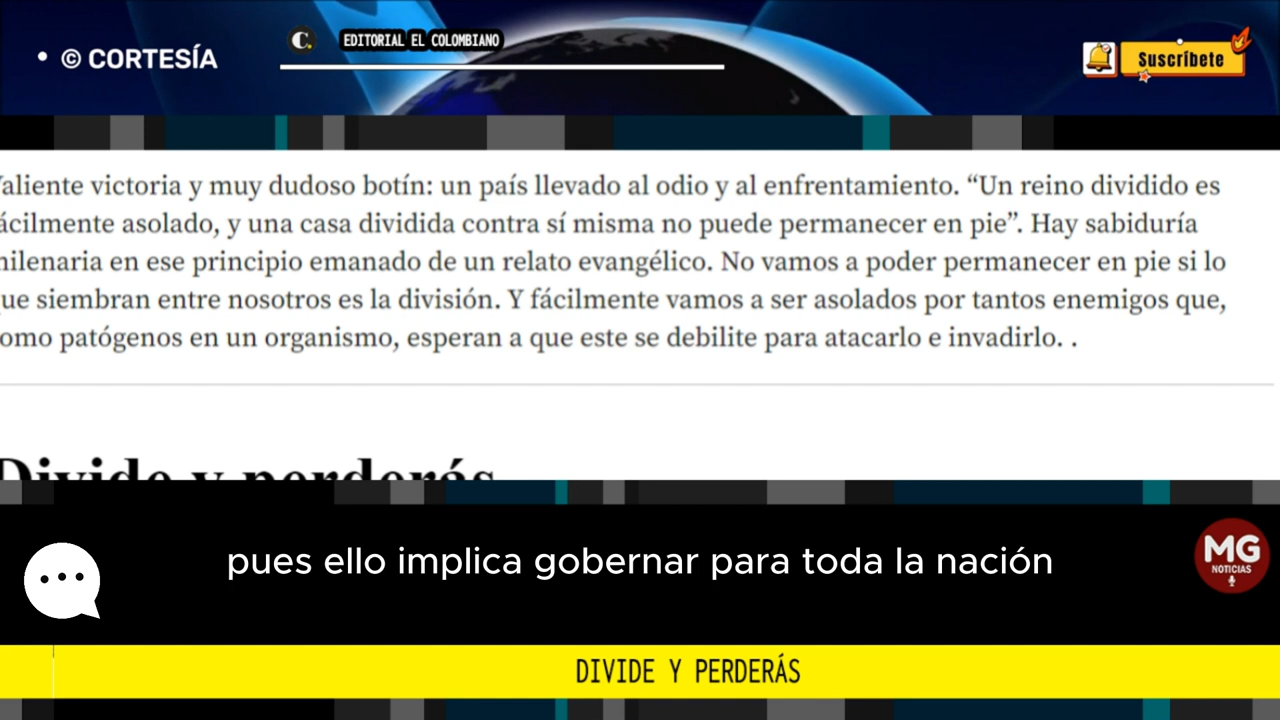 • © CORTESÍA
C.
EDITORIAL EL COLOMBIANO
Suscríbete
aliente victoria y muy dudoso botín: un país llevado al odio y al enfrentamiento. “Un reino dividido es
ácilmente asolado, y una casa dividida contra sí misma no puede permanecer en pie”. Hay sabiduría
ilenaria en ese principio emanado de un relato evangélico. No vamos a poder permanecer en pie si lo
ue siembran entre nosotros es la división. Y fácilmente vamos a ser asolados por tantos enemigos que,
omo patógenos en un organismo, esperan a que este se debilite para atacarlo e invadirlo. .
Divide y perderás
pues ello implica gobernar para toda la nación
MG
NOTICIAS
DIVIDE Y PERDERÁS